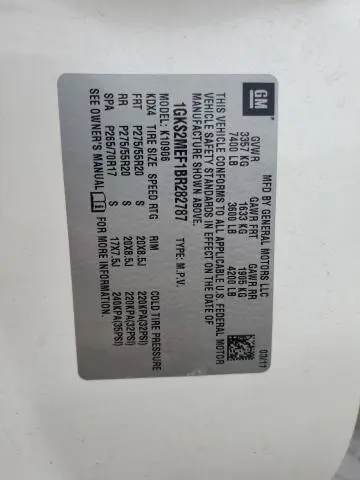 GM
MFD BY GENERAL MOTORS LLC
03/11
GVWR GAWR FRT GAWR RR
3357 KG 1633 KG 1905 KG
7400 LB 3600 LB 4200 LB
THIS VEHICLE CONFORMS TO ALL APPLICABLE U.S. FEDERAL MOTOR
VEHICLE SAFETY STANDARDS IN EFFECT ON THE DATE OF
MANUFACTURE SHOWN ABOVE.
1GKS2MEF1BR282787 TYPE: M.P.V.
MODEL: K10906
KDX4 TIRE SIZE SPEED RTG RIM COLD TIRE PRESSURE
FRT P275/55R20 S 20X8.5J 220KPA(32PSI)
RR P275/55R20 S 20X8.5J 220KPA(32PSI)
SPA P265/70R17 S 17X7.5J 240KPA(35PSI)
SEE OWNER'S MANUAL FOR MORE INFORMATION.